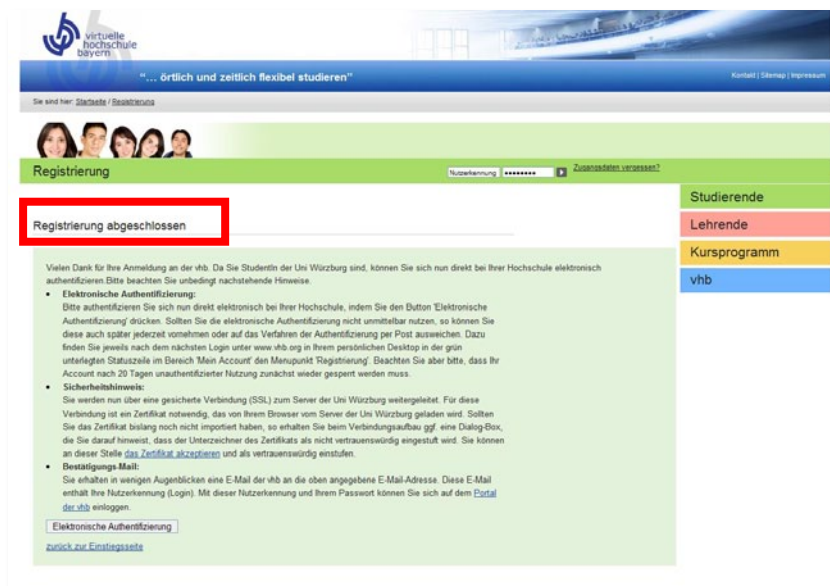 virtuelle
hochschule
bayern
"... örtlich und zeitlich flexibel studieren"
Kontakt | Sitemap | Impressum
Sie sind hier: Startseite / Registrierung
Registrierung
Nutzerkennung
Zugangsdaten vergessen?
Studierende
Lehrende
Kursprogramm
vhb
Registrierung abgeschlossen
Vielen Dank für Ihre Anmeldung an der vhb. Da Sie StudentIn der Uni Würzburg sind, können Sie sich nun direkt bei Ihrer Hochschule elektronisch
authentifizieren.Bitte beachten Sie unbedingt nachstehende Hinweise.
• Elektronische Authentifizierung:
Bitte authentifizieren Sie sich nun direkt elektronisch bei Ihrer Hochschule, indem Sie den Button 'Elektronische
Authentifizierung' drücken. Sollten Sie die elektronische Authentifizierung nicht unmittelbar nutzen, so können Sie
diese auch später jederzeit vornehmen oder auf das Verfahren der Authentifizierung per Post ausweichen. Dazu
finden Sie jeweils nach dem nächsten Login unter www.vhb.org in Ihrem persönlichen Desktop in der grün
unterlegten Statuszeile im Bereich 'Mein Account' den Menupunkt 'Registrierung'. Beachten Sie aber bitte, dass Ihr
Account nach 20 Tagen unauthentifizierter Nutzung zunächst wieder gesperrt werden muss.
• Sicherheitshinweis:
Sie werden nun über eine gesicherte Verbindung (SSL) zum Server der Uni Würzburg weitergeleitet. Für diese
Verbindung ist ein Zertifikat notwendig, das von Ihrem Browser vom Server der Uni Würzburg geladen wird. Sollten
Sie das Zertifikat bislang noch nicht importiert haben, so erhalten Sie beim Verbindungsaufbau ggf. eine Dialog-Box,
die Sie darauf hinweist, dass der Unterzeichner des Zertifikats als nicht vertrauenswürdig eingestuft wird. Sie können
an dieser Stelle das Zertifikat akzeptieren und als vertrauenswürdig einstufen.
• Bestätigungs-Mail:
Sie erhalten in wenigen Augenblicken eine E-Mail der vhb an die oben angegebene E-Mail-Adresse. Diese E-Mail
enthält Ihre Nutzerkennung (Login). Mit dieser Nutzerkennung und Ihrem Passwort können Sie sich auf dem Portal
der vhb einloggen.
Elektronische Authentifizierung
zurück zur Einstiegsseite